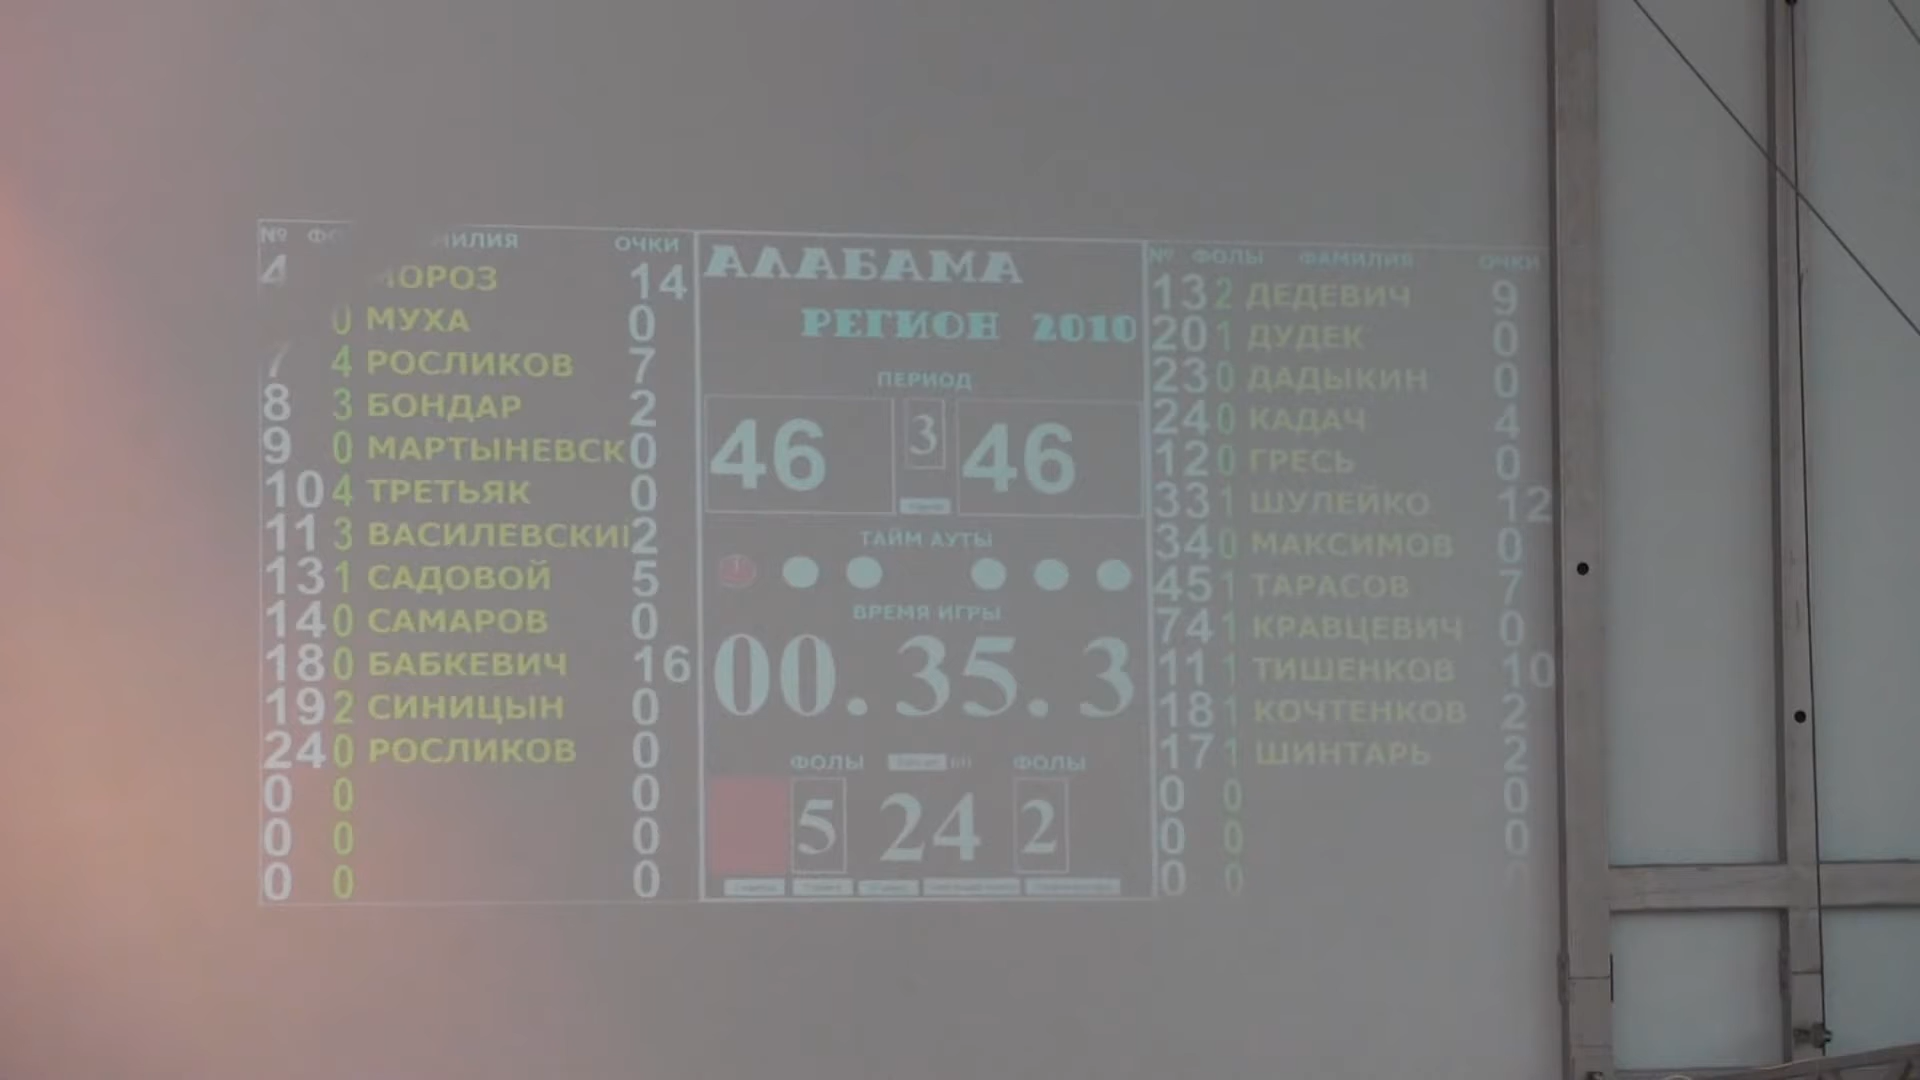 № ИЛИЯ ОЧКИ
4 МОРОЗ 14
0 МУХА 0
7 4 РОСЛИКОВ 7
8 3 БОНДАР 2
9 0 МАРТЫНЕВСК 0
10 4 ТРЕТЬЯК 0
11 3 ВАСИЛЕВСКИ 2
13 1 САДОВОЙ 5
14 0 САМАРОВ 0
18 0 БАБКЕВИЧ 16
19 2 СИНИЦЫН 0
24 0 РОСЛИКОВ 0
0 0 0
0 0 0
0 0 0
АЛАБАМА
РЕГИОН 2010
ПЕРИОД
46 3 46
ТАЙМ АУТЫ
ВРЕМЯ ИГРЫ
00.35.3
ФОЛЫ ФОЛЫ
5 24 2
№ ФОЛЫ ФАМИЛИЯ ОЧКИ
13 2 ДЕДЕВИЧ 9
20 1 ДУДЕК 0
23 0 ДАДЫКИН 0
24 0 КАДАЧ 4
12 0 ГРЕСЬ 0
33 1 ШУЛЕЙКО 12
34 0 МАКСИМОВ 0
45 1 ТАРАСОВ 7
74 1 КРАВЦЕВИЧ 0
11 1 ТИШЕНКОВ 10
18 1 КОЧТЕНКОВ 2
17 1 ШИНТАРЬ 2
0 0 0
0 0 0
0 0